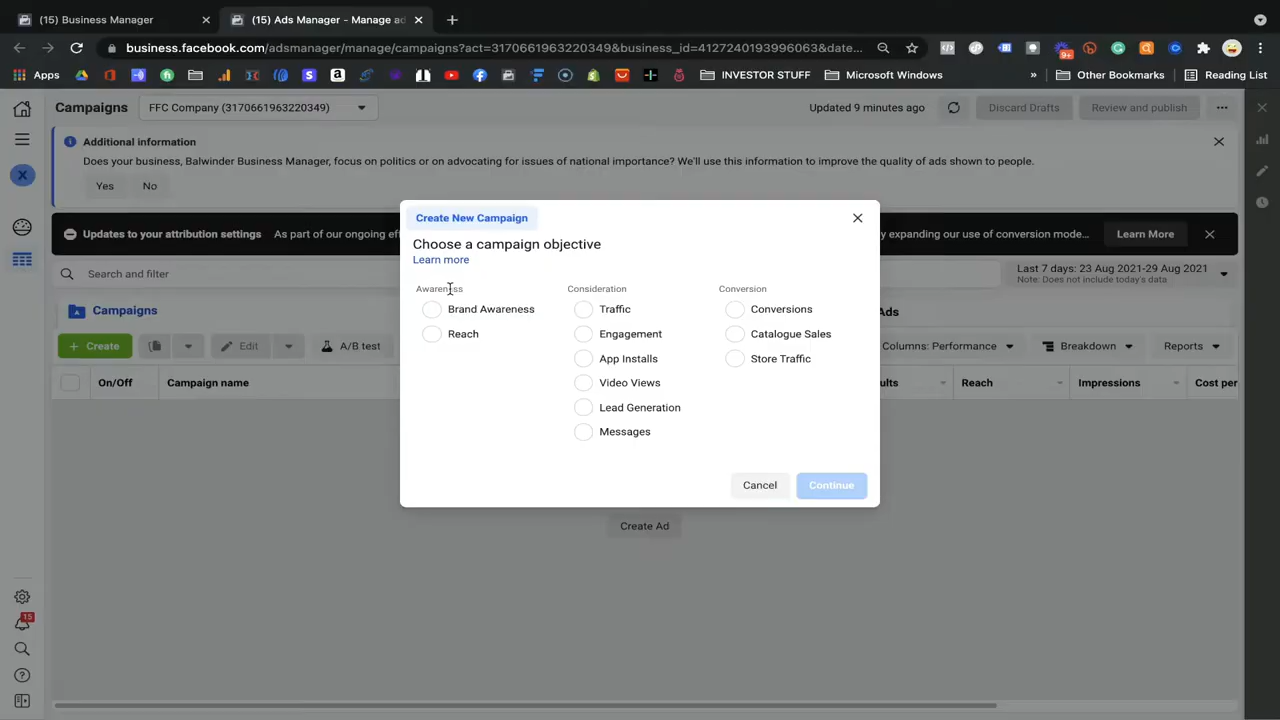 (15) Business Manager
(15) Ads Manager - Manage ad
business.facebook.com/adsmanager/manage/campaigns?act=3170661963220349&business_id=4127240193996063&date...
9+
Apps
INVESTOR STUFF
Microsoft Windows
»
Other Bookmarks
Reading List
Campaigns
FFC Company (3170661963220349)
Updated 9 minutes ago
Discard Drafts
Review and publish
Additional information
Does your business, Balwinder Business Manager, focus on politics or on advocating for issues of national importance? We'll use this information to improve the quality of ads shown to people.
X
Yes
No
Create New Campaign
Updates to your attribution settings
As part of our ongoing ef
y expanding our use of conversion mode...
Learn More
Choose a campaign objective
Learn more
Search and filter
Last 7 days: 23 Aug 2021-29 Aug 2021
Note: Does not include today's data
Awareness
Consideration
Conversion
Campaigns
Brand Awareness
Traffic
Conversions
Ads
Reach
Engagement
Catalogue Sales
+ Create
Edit
A/B test
Columns: Performance
Breakdown
Reports
App Installs
Store Traffic
On/Off
Campaign name
Video Views
ults
Reach
Impressions
Cost per
Lead Generation
Messages
Cancel
Continue
Create Ad
15